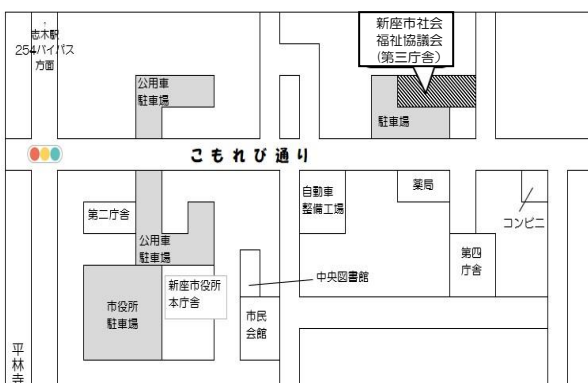 志木駅
254バイパス
方面
新座市社会
福祉協議会
(第三庁舎)
公用車
駐車場
駐車場
こもれび通り
第二庁舎
公用車
駐車場
自動車
整備工場
薬局
コンビニ
第四
庁舎
中央図書館
新座市役所
本庁舎
市役所
駐車場
市民
会館
平林寺